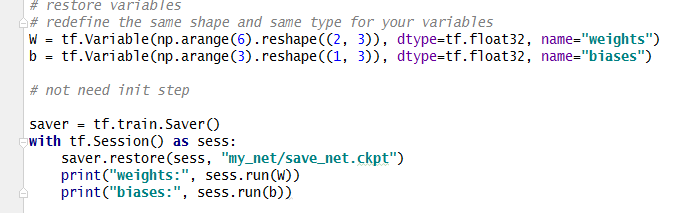 # restore variables
# redefine the same shape and same type for your variables
W = tf.Variable(np.arange(6).reshape((2, 3)), dtype=tf.float32, name="weights")
b = tf.Variable(np.arange(3).reshape((1, 3)), dtype=tf.float32, name="biases")
# not need init step
saver = tf.train.Saver()
with tf.Session() as sess:
saver.restore(sess, "my_net/save_net.ckpt")
print("weights:", sess.run(W))
print("biases:", sess.run(b))